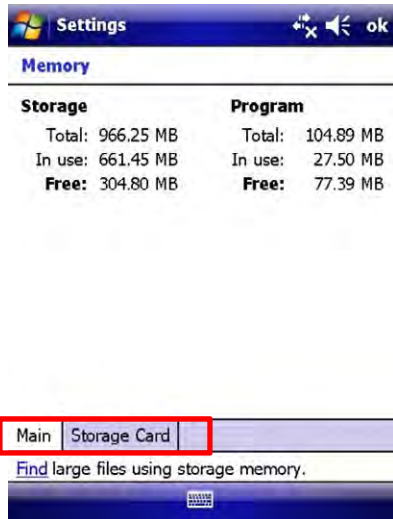 Settings ok
Memory
Storage Program
Total: 966.25 MB Total: 104.89 MB
In use: 661.45 MB In use: 27.50 MB
Free: 304.80 MB Free: 77.39 MB
Main Storage Card
Find large files using storage memory.